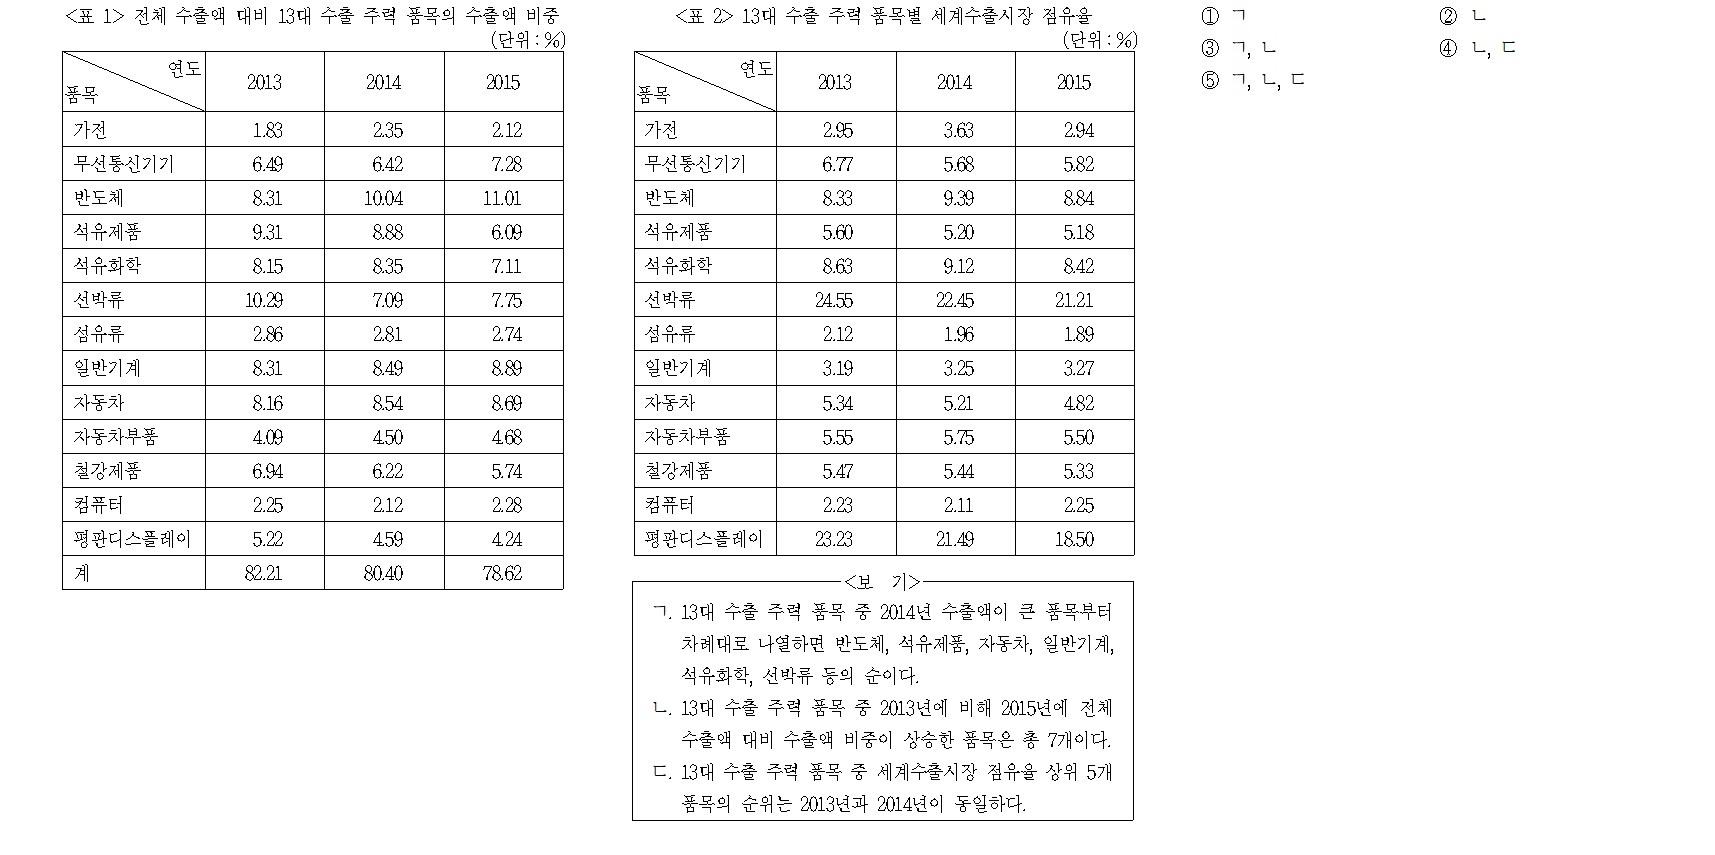 <표 1> 전체 수출액 대비 13대 수출 주력 품목의 수출액 비중
(단위 : %)
연도
품목
2013 2014 2015
가전 1.83 2.35 2.12
무선통신기기 6.49 6.42 7.28
반도체 8.31 10.04 11.01
석유제품 9.31 8.88 6.09
석유화학 8.15 8.35 7.11
선박류 10.29 7.09 7.75
섬유류 2.86 2.81 2.74
일반기계 8.31 8.49 8.89
자동차 8.16 8.54 8.69
자동차부품 4.09 4.50 4.68
철강제품 6.94 6.22 5.74
컴퓨터 2.25 2.12 2.28
평판디스플레이 5.22 4.59 4.24
계 82.21 80.40 78.62
<표 2> 13대 수출 주력 품목별 세계수출시장 점유율
(단위 : %)
연도
품목
2013 2014 2015
가전 2.95 3.63 2.94
무선통신기기 6.77 5.68 5.82
반도체 8.33 9.39 8.84
석유제품 5.60 5.20 5.18
석유화학 8.63 9.12 8.42
선박류 24.55 22.45 21.21
섬유류 2.12 1.96 1.89
일반기계 3.19 3.25 3.27
자동차 5.34 5.21 4.82
자동차부품 5.55 5.75 5.50
철강제품 5.47 5.44 5.33
컴퓨터 2.23 2.11 2.25
평판디스플레이 23.23 21.49 18.50
<보 기>
ㄱ. 13대 수출 주력 품목 중 2014년 수출액이 큰 품목부터
차례대로 나열하면 반도체, 석유제품, 자동차, 일반기계,
석유화학, 선박류 등의 순이다.
ㄴ. 13대 수출 주력 품목 중 2013년에 비해 2015년에 전체
수출액 대비 수출액 비중이 상승한 품목은 총 7개이다.
ㄷ. 13대 수출 주력 품목 중 세계수출시장 점유율 상위 5개
품목의 순위는 2013년과 2014년이 동일하다.
① ㄱ ② ㄴ
③ ㄱ, ㄴ ④ ㄴ, ㄷ
⑤ ㄱ, ㄴ, ㄷ